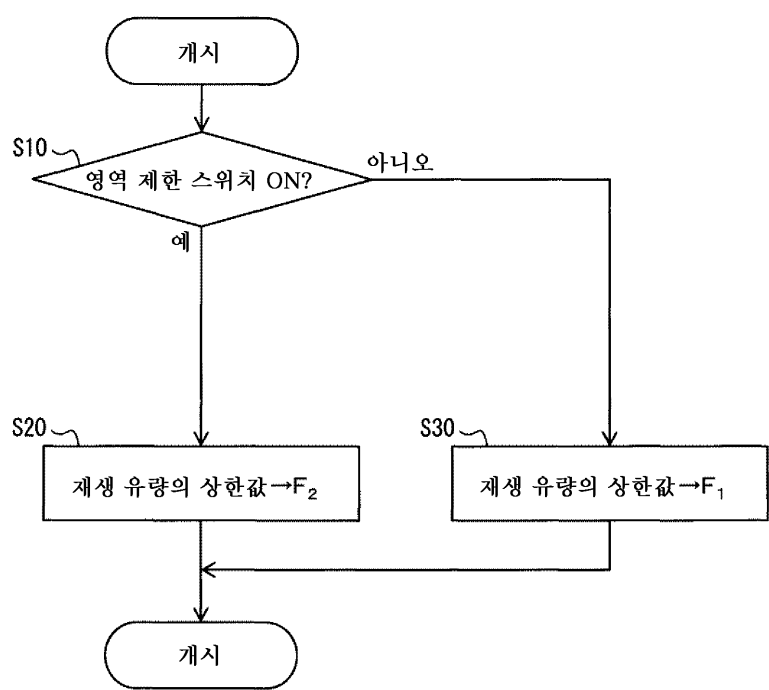 개시
S10
영역 제한 스위치 ON?
아니오
예
S20
재생 유량의 상한값→F₂
S30
재생 유량의 상한값→F₁
개시